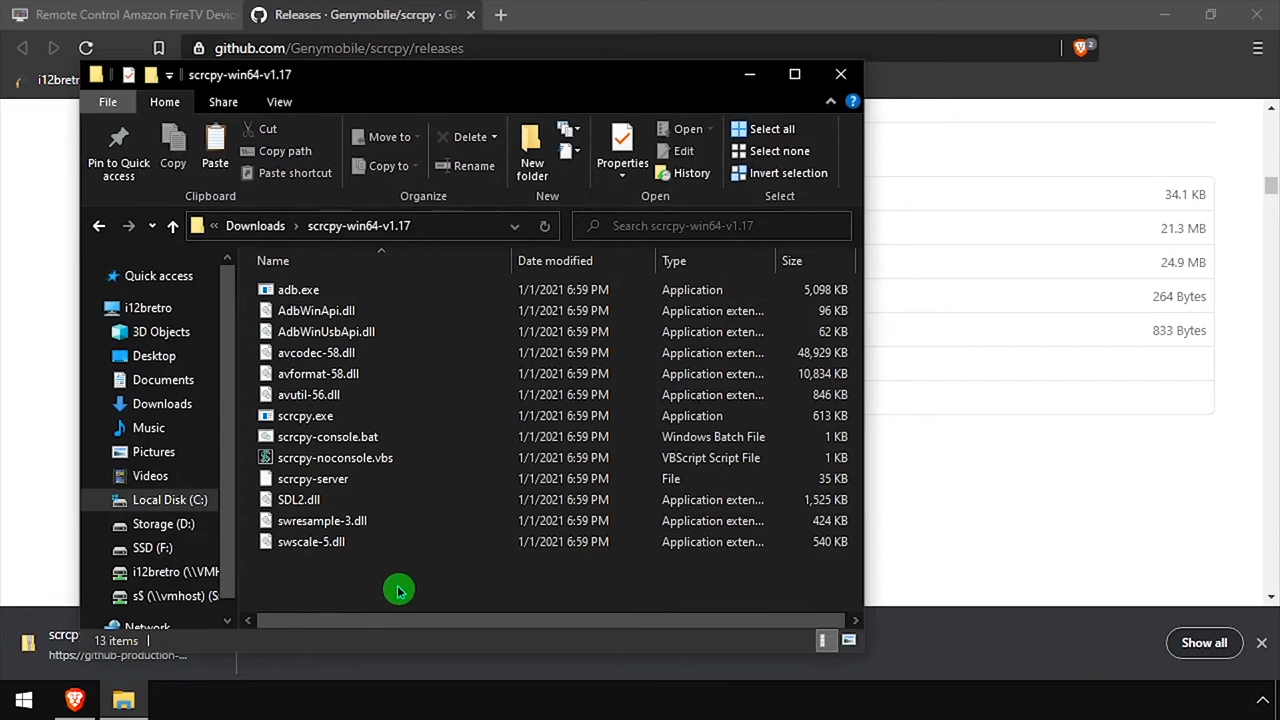 Remote Control Amazon FireTV Devic
Releases · Genymobile/scrcpy · Gi
github.com/Genymobile/scrcpy/releases
2
i12bretro
scrcpy-win64-v1.17
File
Home
Share
View
Pin to Quick access
Copy
Paste
Cut
Copy path
Paste shortcut
Clipboard
Move to
Copy to
Delete
Rename
Organize
New folder
New
Properties
Open
Edit
History
Open
Select all
Select none
Invert selection
Select
« Downloads > scrcpy-win64-v1.17
Search scrcpy-win64-v1.17
Name Date modified Type Size
adb.exe 1/1/2021 6:59 PM Application 5,098 KB
AdbWinApi.dll 1/1/2021 6:59 PM Application exten... 96 KB
AdbWinUsbApi.dll 1/1/2021 6:59 PM Application exten... 62 KB
avcodec-58.dll 1/1/2021 6:59 PM Application exten... 48,929 KB
avformat-58.dll 1/1/2021 6:59 PM Application exten... 10,834 KB
avutil-56.dll 1/1/2021 6:59 PM Application exten... 846 KB
scrcpy.exe 1/1/2021 6:59 PM Application 613 KB
scrcpy-console.bat 1/1/2021 6:59 PM Windows Batch File 1 KB
scrcpy-noconsole.vbs 1/1/2021 6:59 PM VBScript Script File 1 KB
scrcpy-server 1/1/2021 6:59 PM File 35 KB
SDL2.dll 1/1/2021 6:59 PM Application exten... 1,525 KB
swresample-3.dll 1/1/2021 6:59 PM Application exten... 424 KB
swscale-5.dll 1/1/2021 6:59 PM Application exten... 540 KB
Quick access
i12bretro
3D Objects
Desktop
Documents
Downloads
Music
Pictures
Videos
Local Disk (C:)
Storage (D:)
SSD (F:)
i12bretro (\\VMH
s$ (\\vmhost) (S
Network
13 items
34.1 KB
21.3 MB
24.9 MB
264 Bytes
833 Bytes
scrcpy
https://github-production-...
Show all